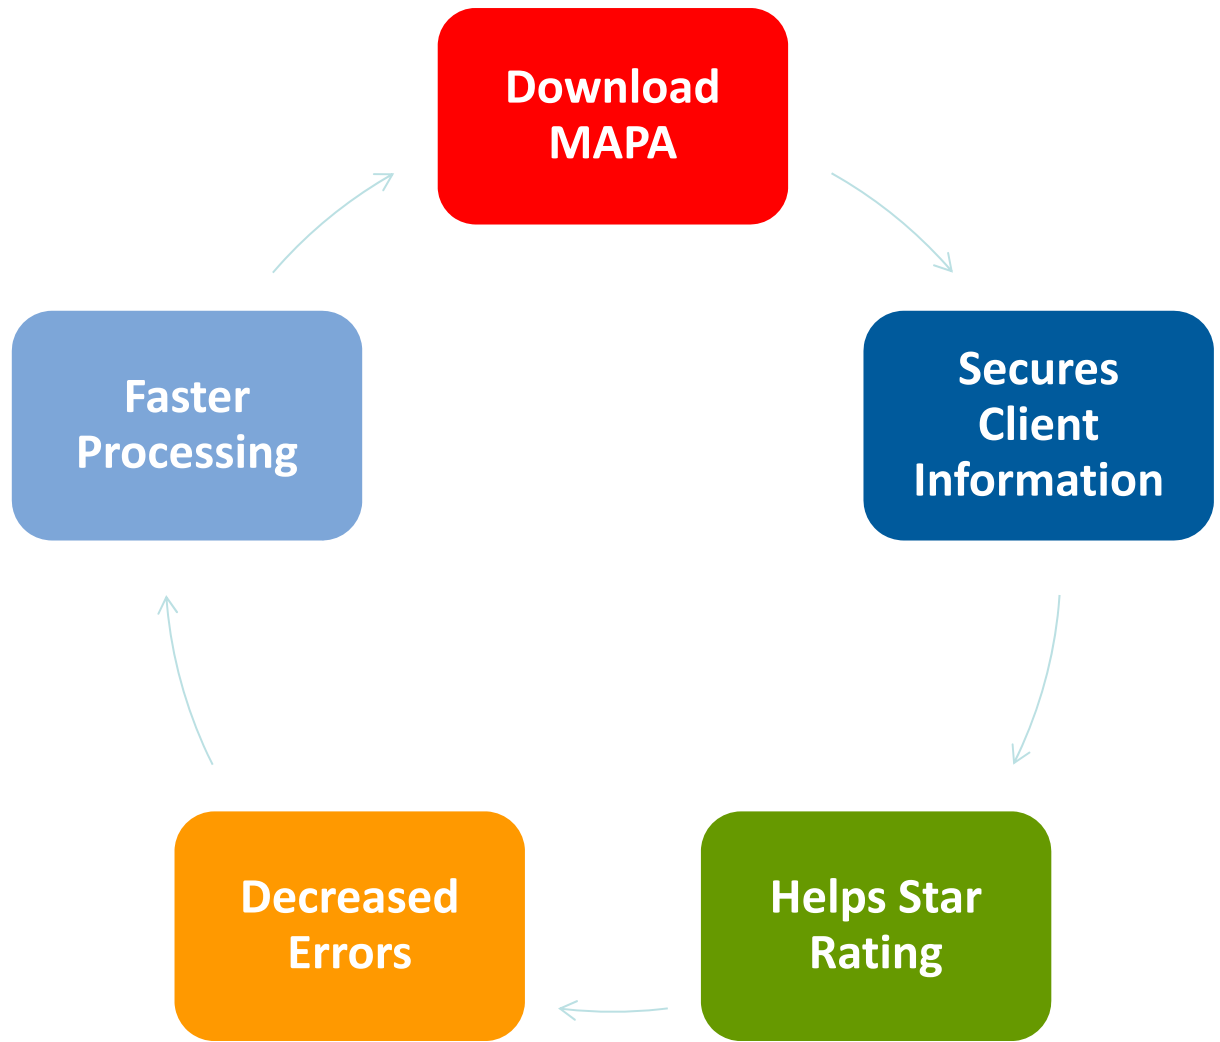 Download
MAPA
Secures
Client
Information
Helps Star
Rating
Decreased
Errors
Faster
Processing